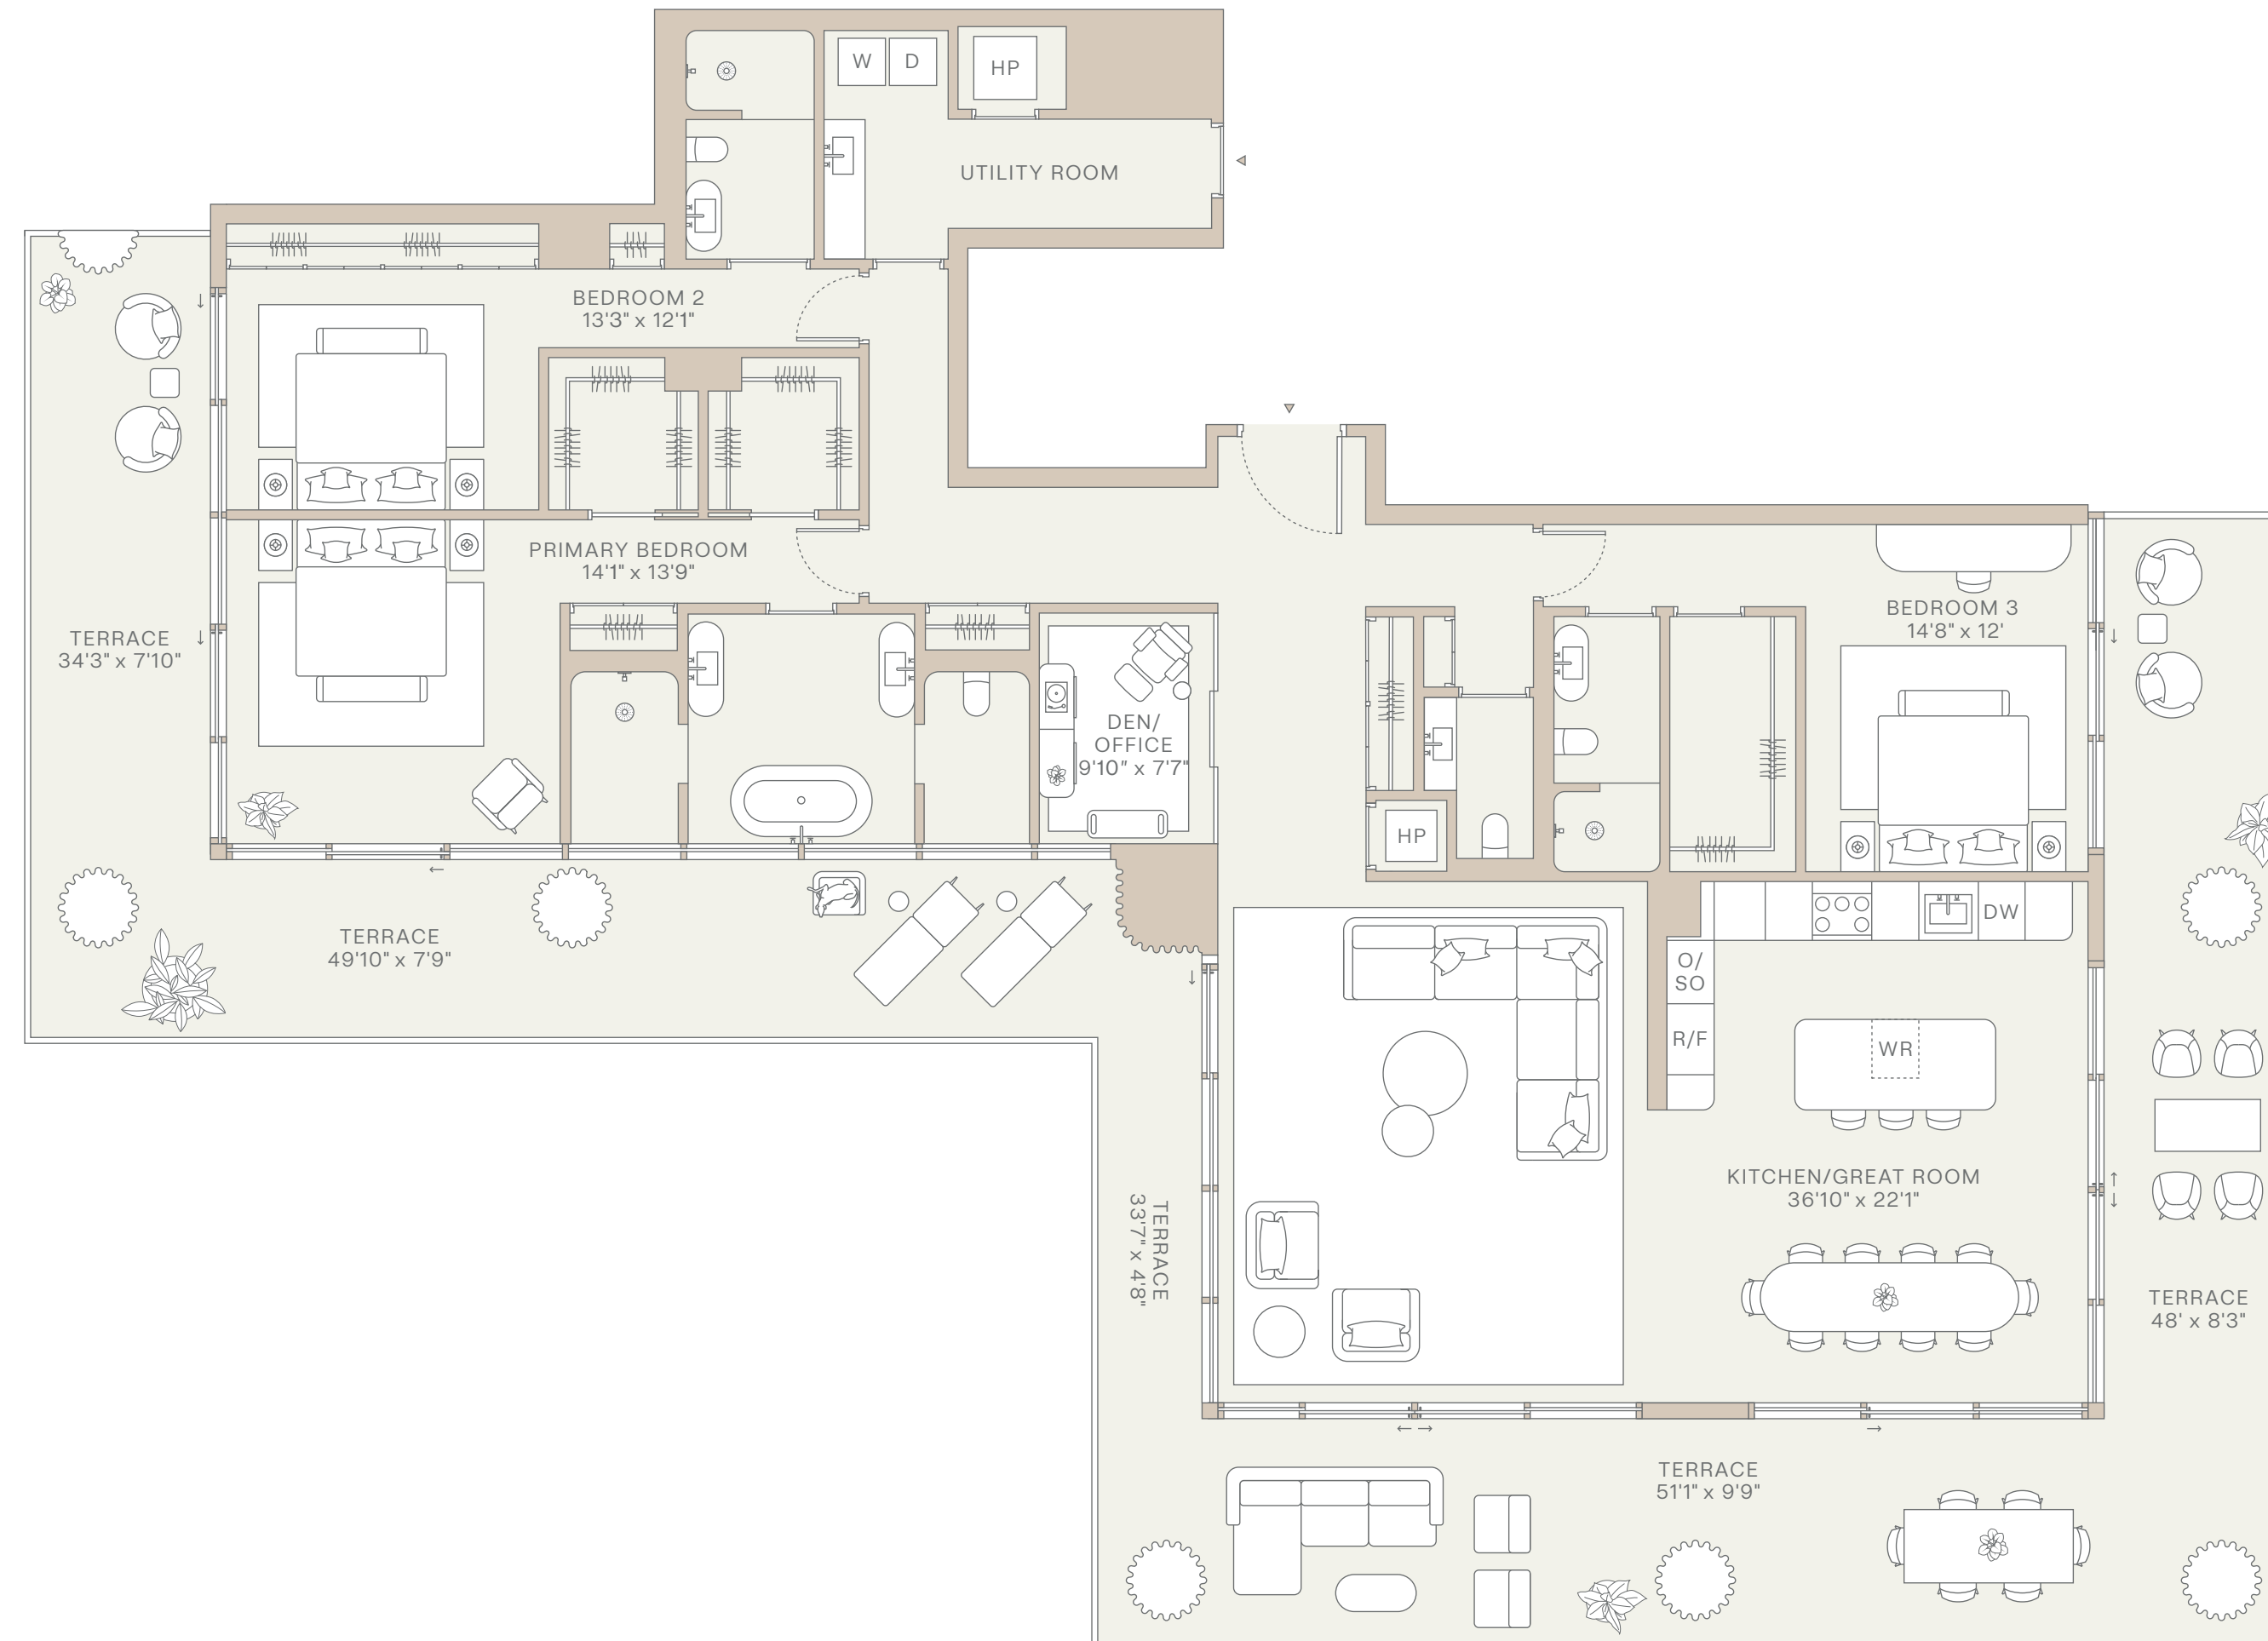 W
D
HP
UTILITY ROOM
BEDROOM 2
13'3" x 12'1"
PRIMARY BEDROOM
14'1" x 13'9"
BEDROOM 3
14'8" x 12'
TERRACE
34'3" x 7'10"
DEN/
OFFICE
9'10" x 7'7"
HP
DW
TERRACE
49'10" x 7'9"
O/
SO
R/F
WR
KITCHEN/GREAT ROOM
36'10" x 22'1"
TERRACE
33'7" x 4'8"
TERRACE
48' x 8'3"
TERRACE
51'1" x 9'9"